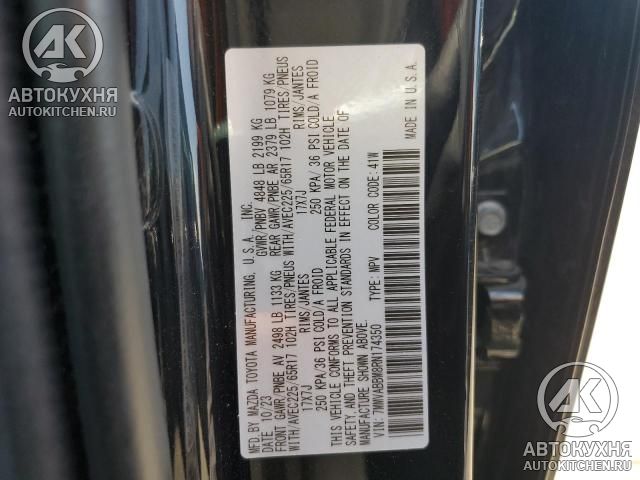 AK
АВТОКУХНЯ
AUTOKITCHEN.RU
MFD.BY MAZDA TOYOTA MANUFACTURING, U.S.A., INC.
DATE 10/23 GVWR/PNBV 4848 LB 2199 KG
FRONT GAWR/PNBE AV 2498 LB 1133 KG REAR GAWR/PNBE AR 2379 LB 1079 KG
WITH/AVEC225/65R17 102H TIRES/PNEUS WITH/AVEC225/65R17 102H TIRES/PNEUS
17X7J RIMS/JANTES 17X7J RIMS/JANTES
250 KPA/36 PSI COLD/A FROID 250 KPA/ 36 PSI COLD/A FROID
THIS VEHICLE CONFORMS TO ALL APPLICABLE FEDERAL MOTOR VEHICLE
SAFETY,AND THEFT PREVENTION STANDARDS IN EFFECT ON THE DATE OF
MANUFACTURE SHOWN ABOVE.
VIN: 7MMVABBM8RN174350 TYPE: MPV COLOR CODE: 41W MADE IN U.S.A.
AK
АВТОКУХНЯ
AUTOKITCHEN.RU